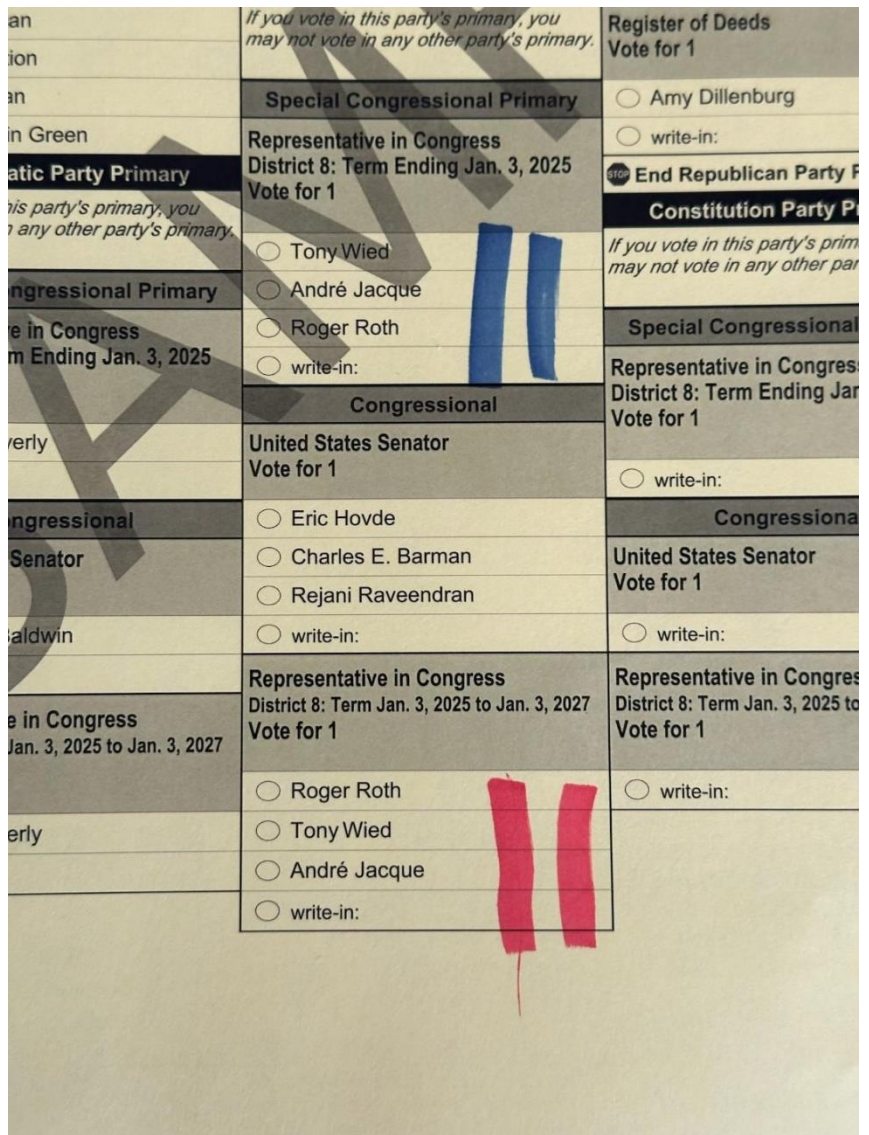 an
ion
an
in Green
atic Party Primary
his party's primary, you
any other party's primary.
ngressional Primary
e in Congress
m Ending Jan. 3, 2025
verly
ngressional
Senator
aldwin
e in Congress
Jan. 3, 2025 to Jan. 3, 2027
erly
If you vote in this party's primary, you
may not vote in any other party's primary.
Special Congressional Primary
Representative in Congress
District 8: Term Ending Jan. 3, 2025
Vote for 1
Tony Wied
André Jacque
Roger Roth
write-in:
Congressional
United States Senator
Vote for 1
Eric Hovde
Charles E. Barman
Rejani Raveendran
write-in:
Representative in Congress
District 8: Term Jan. 3, 2025 to Jan. 3, 2027
Vote for 1
Roger Roth
Tony Wied
André Jacque
write-in:
Register of Deeds
Vote for 1
Amy Dillenburg
write-in:
STOP End Republican Party P
Constitution Party Pr
If you vote in this party's prim
may not vote in any other par
Special Congressional
Representative in Congress
District 8: Term Ending Jan
Vote for 1
write-in:
Congressiona
United States Senator
Vote for 1
write-in:
Representative in Congres
District 8: Term Jan. 3, 2025 to
Vote for 1
write-in: